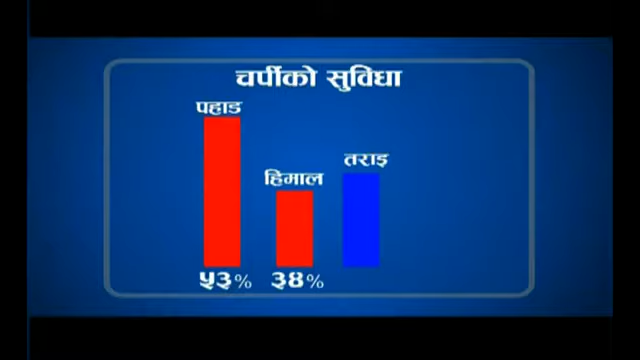 चर्पीको सुविधा
पहाड
हिमाल
तराइ
५३% ३४%